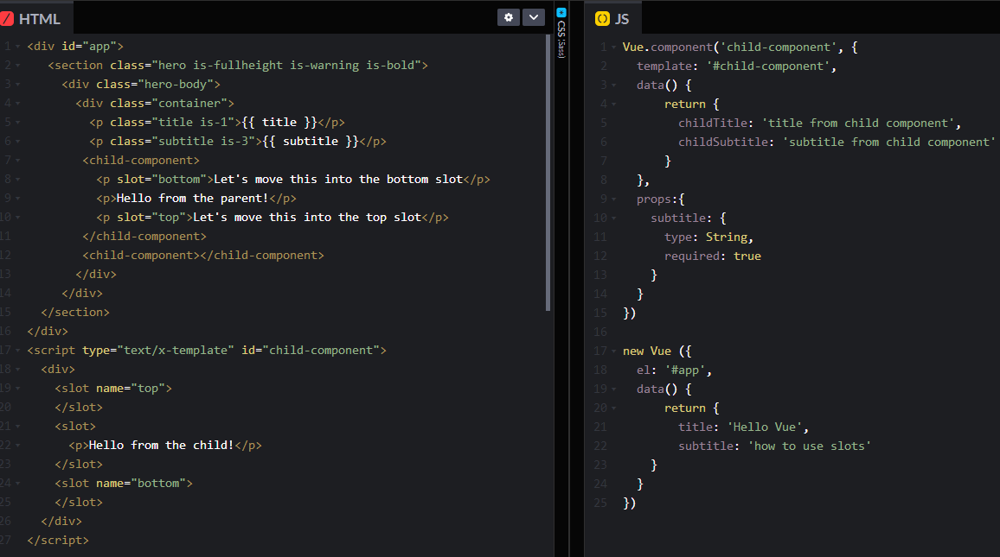 HTML
1 <div id="app">
2 <section class="hero is-fullheight is-warning is-bold">
3 <div class="hero-body">
4 <div class="container">
5 <p class="title is-1">{{ title }}</p>
6 <p class="subtitle is-3">{{ subtitle }}</p>
7 <child-component>
8 <p slot="bottom">Let's move this into the bottom slot</p>
9 <p>Hello from the parent!</p>
10 <p slot="top">Let's move this into the top slot</p>
11 </child-component>
12 <child-component></child-component>
13 </div>
14 </div>
15 </section>
16 </div>
17 <script type="text/x-template" id="child-component">
18 <div>
19 <slot name="top">
20 </slot>
21 <slot>
22 <p>Hello from the child!</p>
23 </slot>
24 <slot name="bottom">
25 </slot>
26 </div>
27 </script>
CSS (Sass)
JS
1 Vue.component('child-component', {
2 template: '#child-component',
3 data() {
4 return {
5 childTitle: 'title from child component',
6 childSubtitle: 'subtitle from child component'
7 }
8 },
9 props:{
10 subtitle: {
11 type: String,
12 required: true
13 }
14 }
15 })
16
17 new Vue ({
18 el: '#app',
19 data() {
20 return {
21 title: 'Hello Vue',
22 subtitle: 'how to use slots'
23 }
24 }
25 })